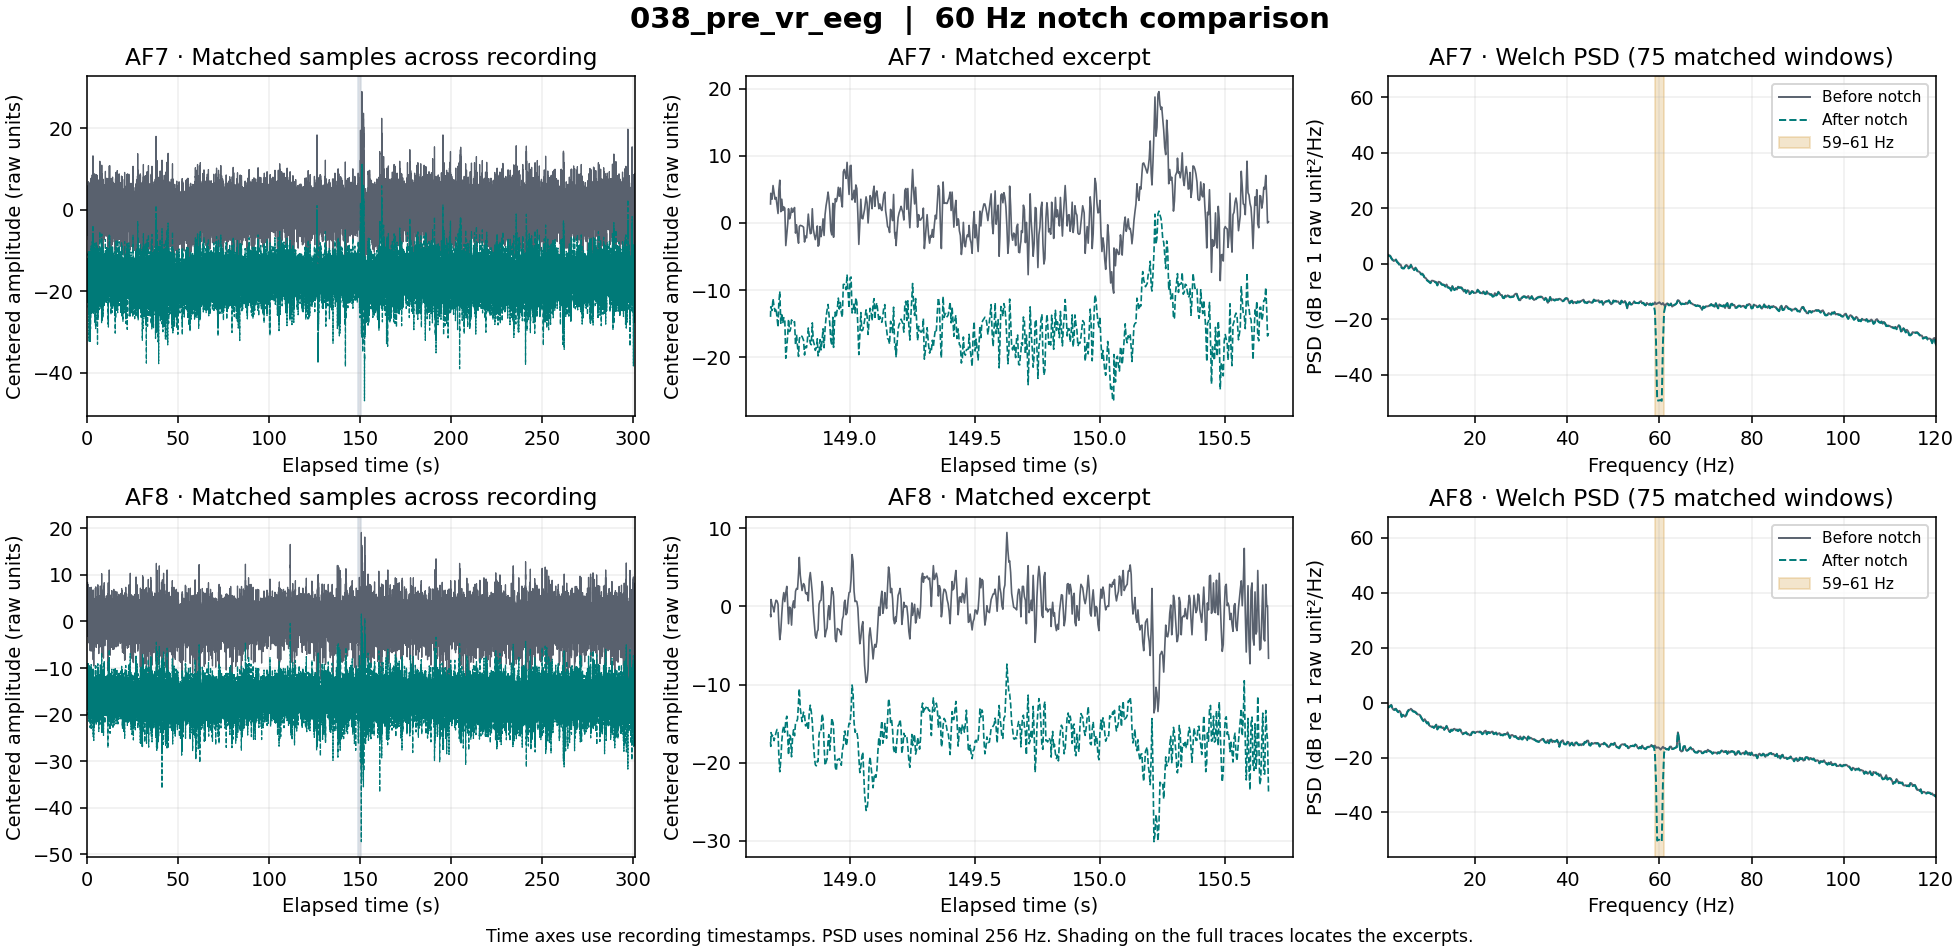 038_pre_vr_eeg | 60 Hz notch comparison
AF7 · Matched samples across recording
Centered amplitude (raw units)
20
0
−20
−40
0 50 100 150 200 250 300
Elapsed time (s)
AF7 · Matched excerpt
Centered amplitude (raw units)
20
10
0
−10
−20
149.0 149.5 150.0 150.5
Elapsed time (s)
AF7 · Welch PSD (75 matched windows)
PSD (dB re 1 raw unit²/Hz)
60
40
20
0
−20
−40
20 40 60 80 100 120
Frequency (Hz)
Before notch
After notch
59–61 Hz
AF8 · Matched samples across recording
Centered amplitude (raw units)
20
10
0
−10
−20
−30
−40
−50
0 50 100 150 200 250 300
Elapsed time (s)
AF8 · Matched excerpt
Centered amplitude (raw units)
10
0
−10
−20
−30
149.0 149.5 150.0 150.5
Elapsed time (s)
AF8 · Welch PSD (75 matched windows)
PSD (dB re 1 raw unit²/Hz)
60
40
20
0
−20
−40
20 40 60 80 100 120
Frequency (Hz)
Before notch
After notch
59–61 Hz
Time axes use recording timestamps. PSD uses nominal 256 Hz. Shading on the full traces locates the excerpts.